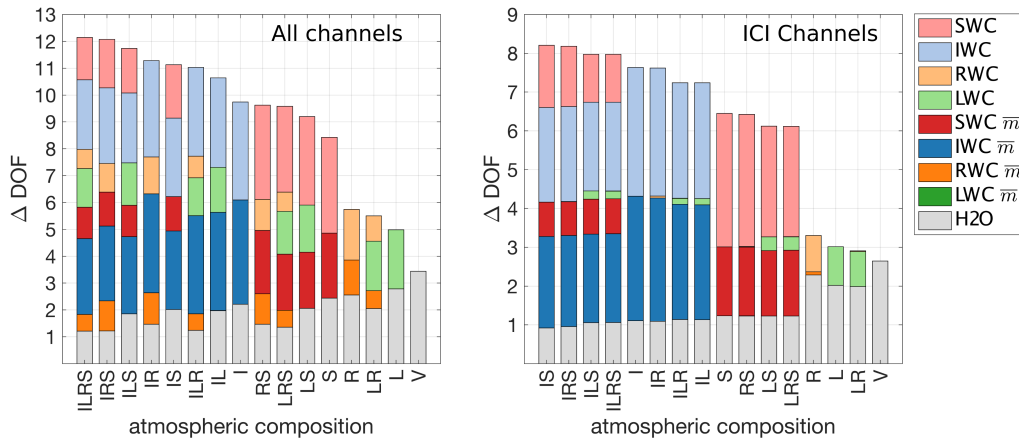 All channels
13
12
11
10
9
8
7
6
5
4
3
2
1
Δ DOF
ILRS
IRS
ILS
IR
IS
ILR
IL
I
RS
LRS
LS
S
R
LR
L
V
atmospheric composition
ICI Channels
9
8
7
6
5
4
3
2
1
Δ DOF
IS
IRS
ILS
ILRS
I
IR
ILR
IL
S
RS
LS
LRS
R
L
LR
V
atmospheric composition
SWC
IWC
RWC
LWC
SWC m̅
IWC m̅
RWC m̅
LWC m̅
H2O